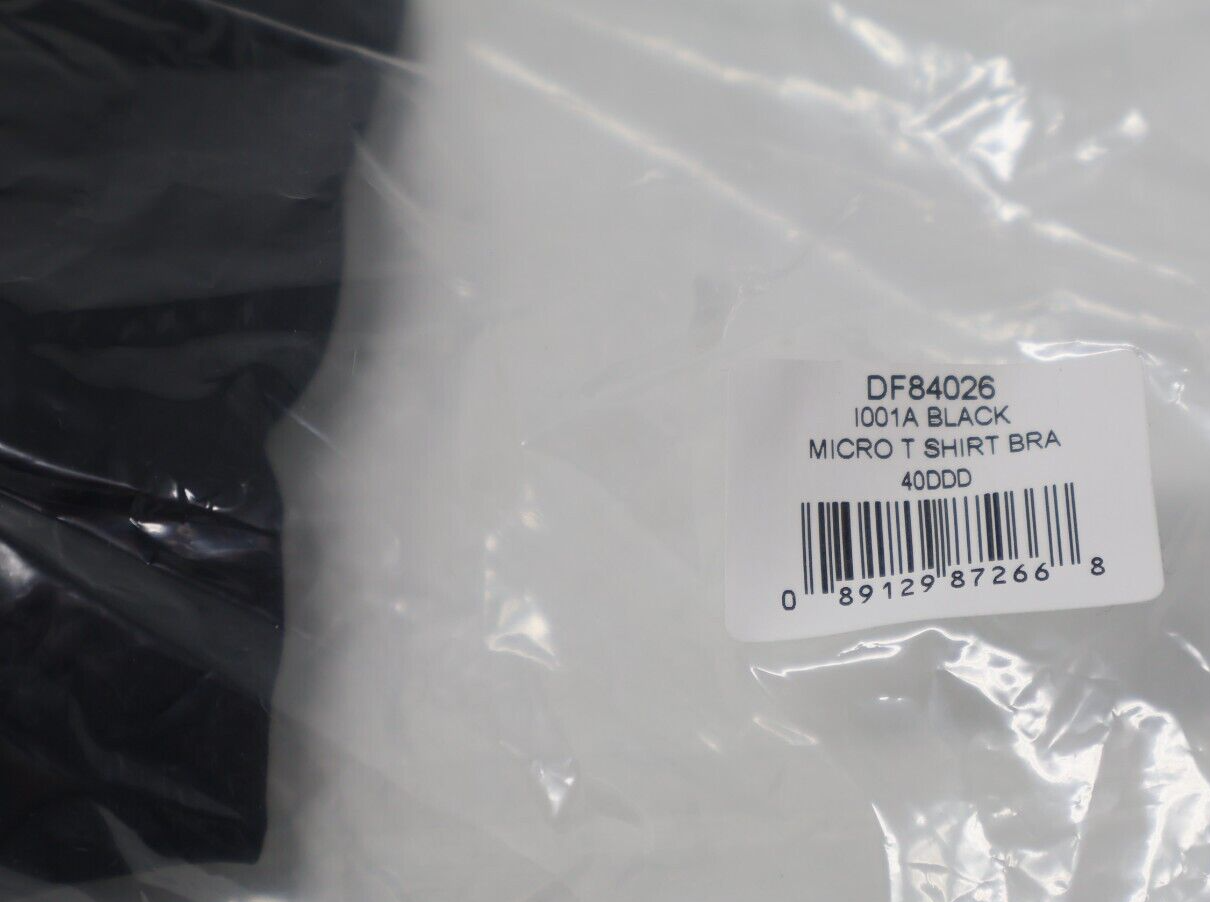 DF84026
I001A BLACK
MICRO T SHIRT BRA
40DDD
0 89129 87266 8